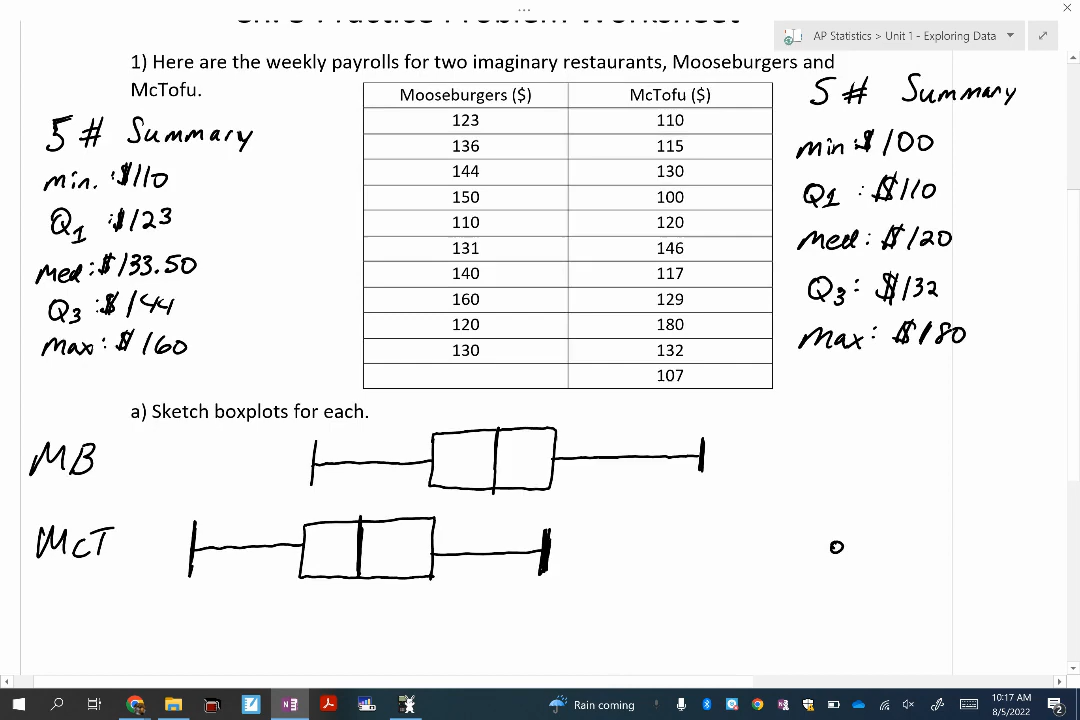 AP Statistics > Unit 1 - Exploring Data
1) Here are the weekly payrolls for two imaginary restaurants, Mooseburgers and
McTofu.
5 # Summary
min. : $110
Q1 : $123
Med : $133.50
Q3 : $144
Max : $160
Mooseburgers ($) McTofu ($)
123 110
136 115
144 130
150 100
110 120
131 146
140 117
160 129
120 180
130 132
107
5 # Summary
min : $100
Q1 : $110
Med : $120
Q3 : $132
Max : $180
a) Sketch boxplots for each.
MB
McT
Rain coming
10:17 AM
8/5/2022
2